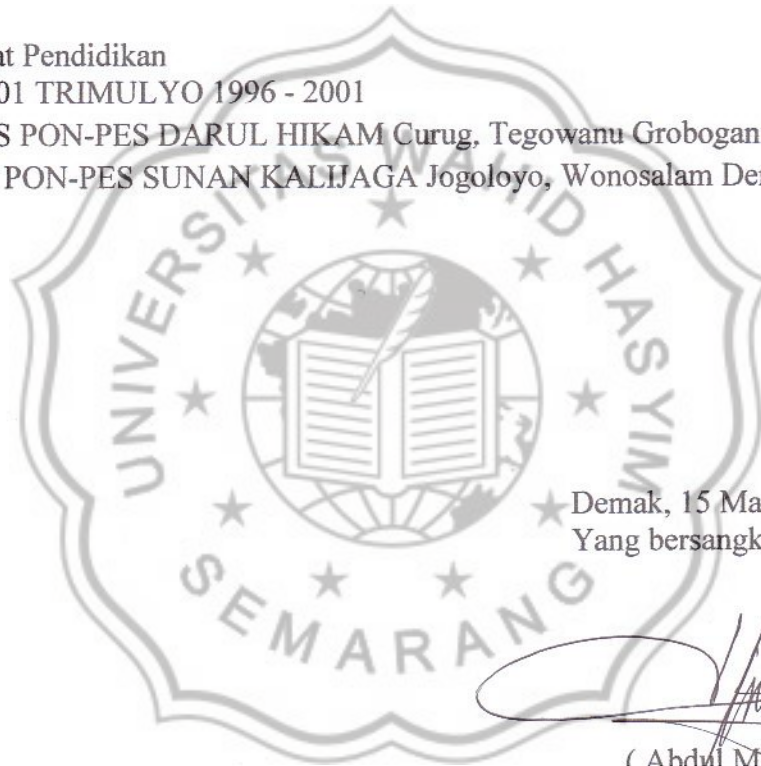 at Pendidikan
01 TRIMULYO 1996 - 2001
S PON-PES DARUL HIKAM Curug, Tegowanu Grobogan
PON-PES SUNAN KALIJAGA Jogoloyo, Wonosalam De
UNIVERSITAS WAHID HASYIM
SEMARANG
Demak, 15 Ma
Yang bersangk
( Abdul M